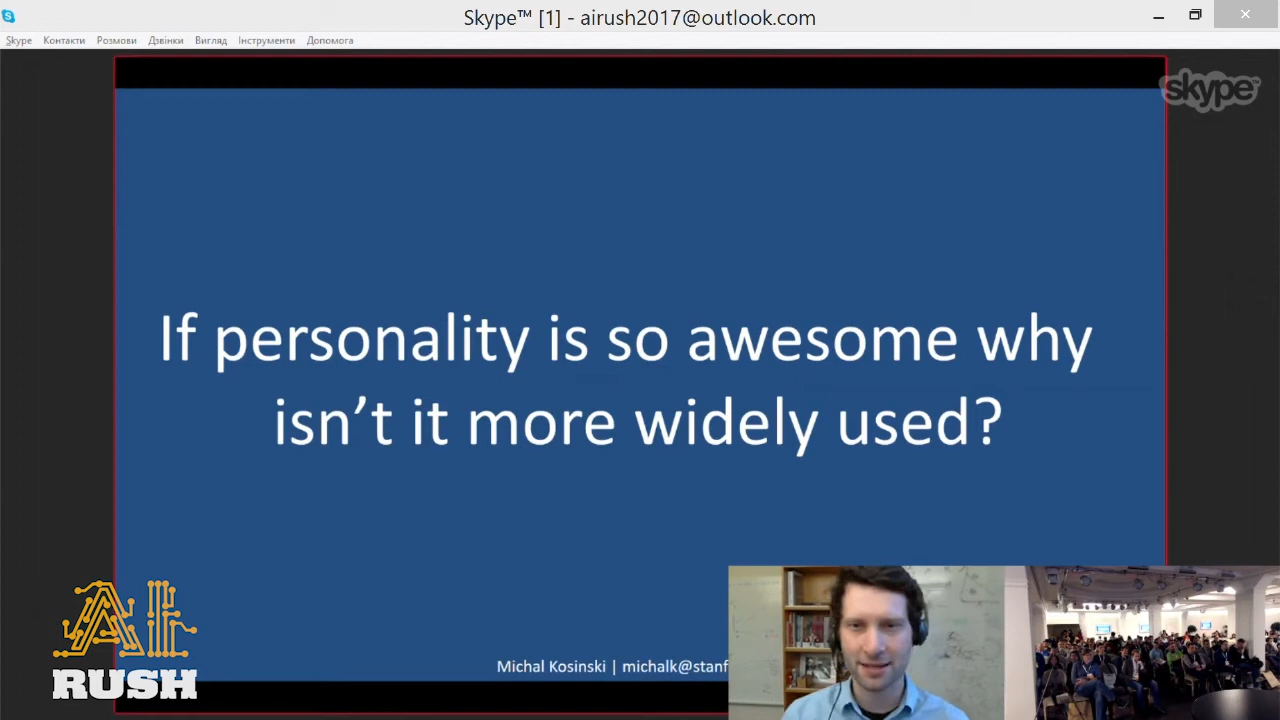 Skype™ [1] - airush2017@outlook.com
Skype Контакти Розмови Дзвінки Вигляд Інструменти Допомога
skype™
If personality is so awesome why
isn’t it more widely used?
Michal Kosinski | michalk@stanf
AI
RUSH